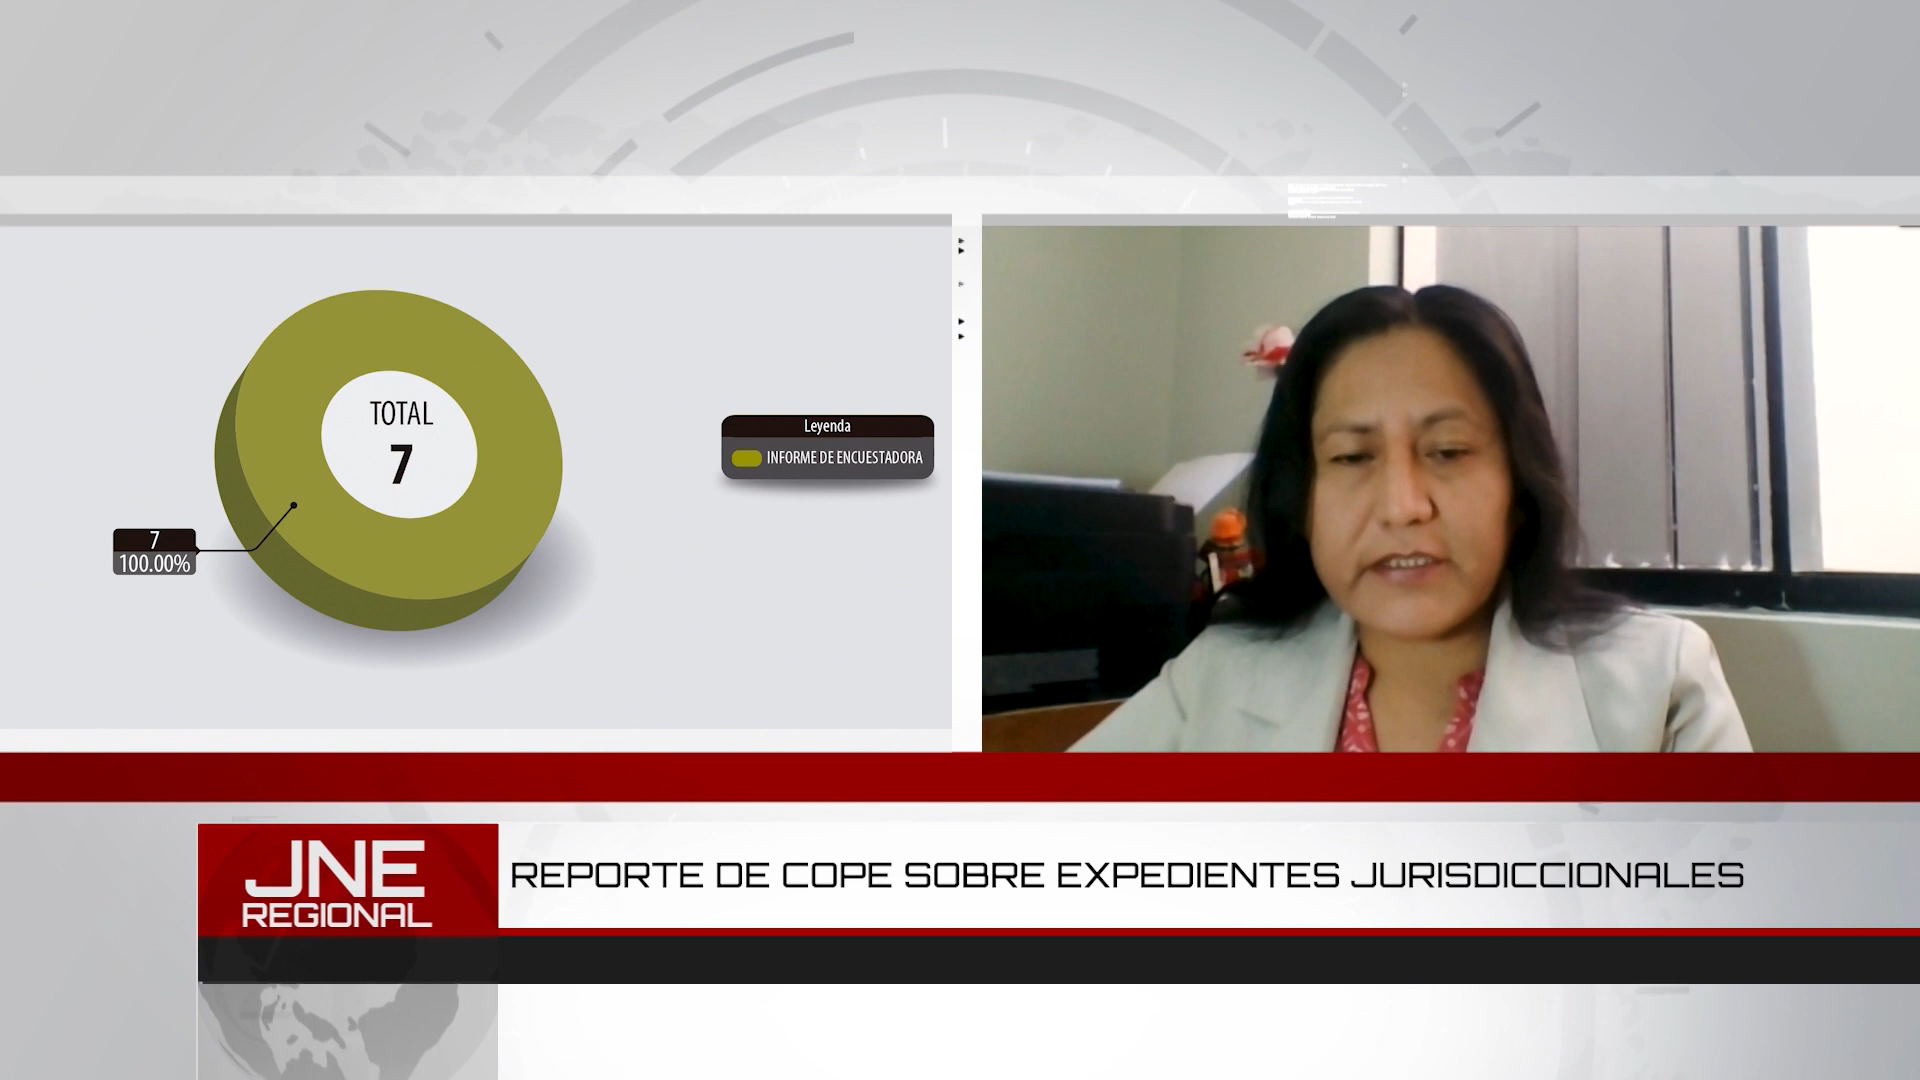 TOTAL
7
7
100.00%
Leyenda
INFORME DE ENCUESTADORA
JNE
REGIONAL
REPORTE DE COPE SOBRE EXPEDIENTES JURISDICCIONALES